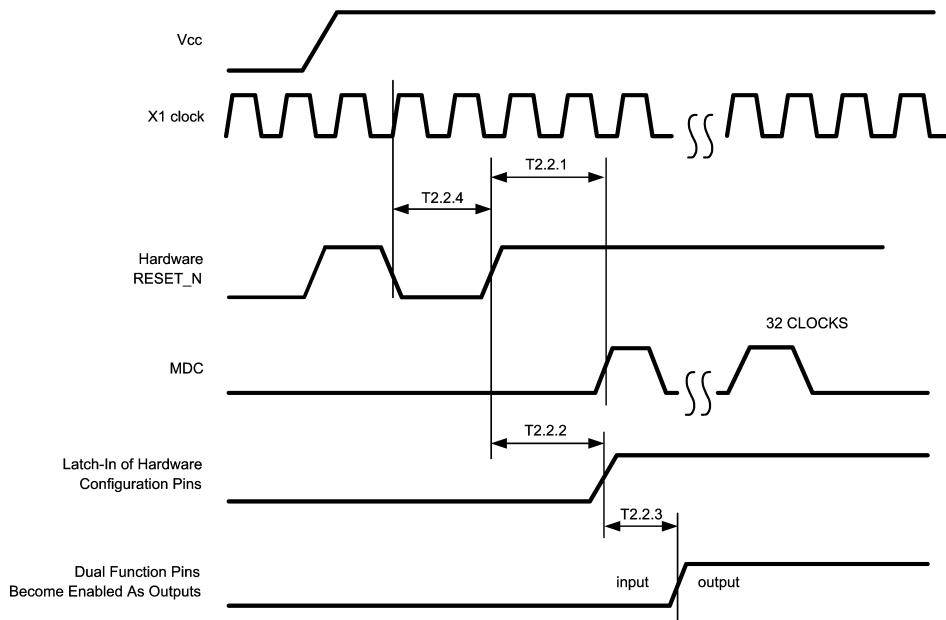 Vcc
X1 clock
T2.2.1
T2.2.4
Hardware
RESET_N
32 CLOCKS
MDC
T2.2.2
Latch-In of Hardware
Configuration Pins
T2.2.3
Dual Function Pins
Become Enabled As Outputs
input
output